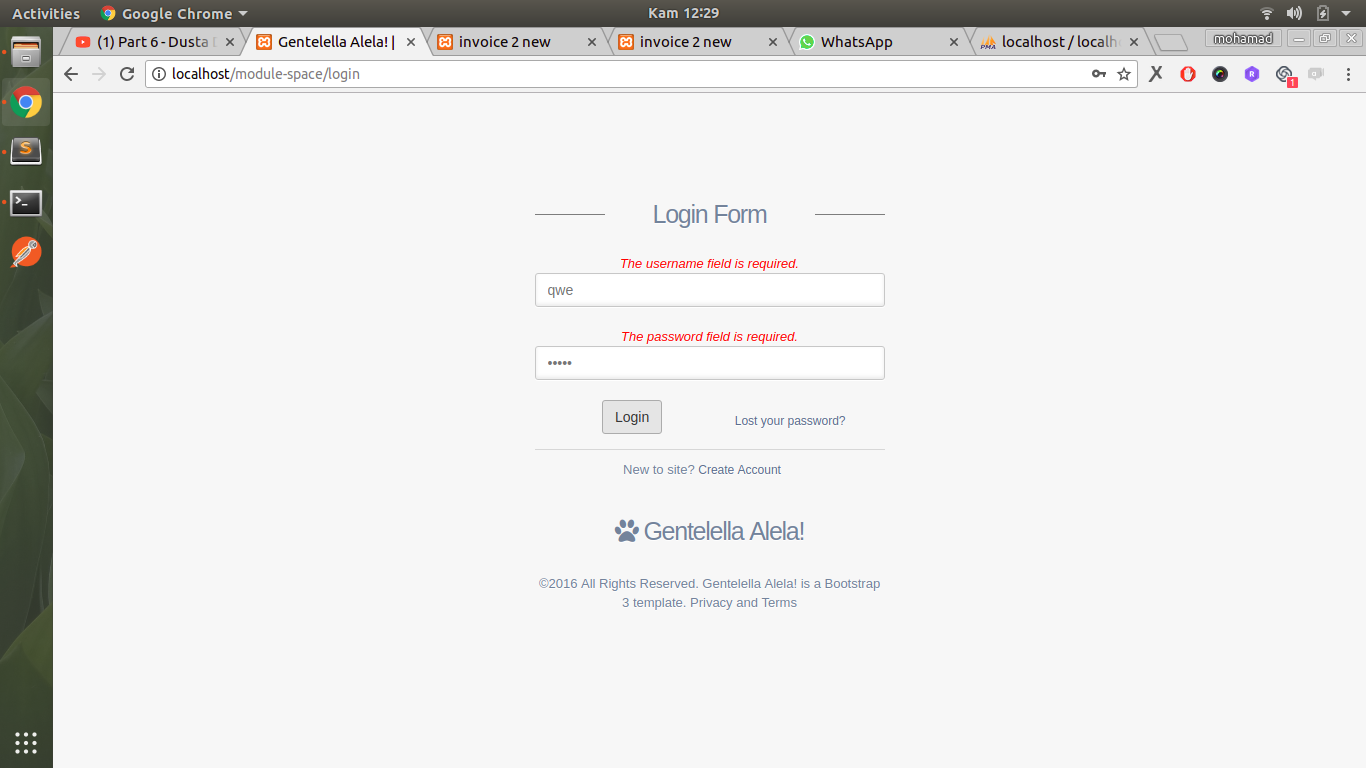 Activities
Google Chrome
Kam 12:29
(1) Part 6 - Dusta
Gentelella Alela! |
invoice 2 new
invoice 2 new
WhatsApp
localhost / localh
mohamad
localhost/module-space/login
1
Login Form
The username field is required.
qwe
The password field is required.
•••••
Login
Lost your password?
New to site? Create Account
Gentelella Alela!
©2016 All Rights Reserved. Gentelella Alela! is a Bootstrap
3 template. Privacy and Terms